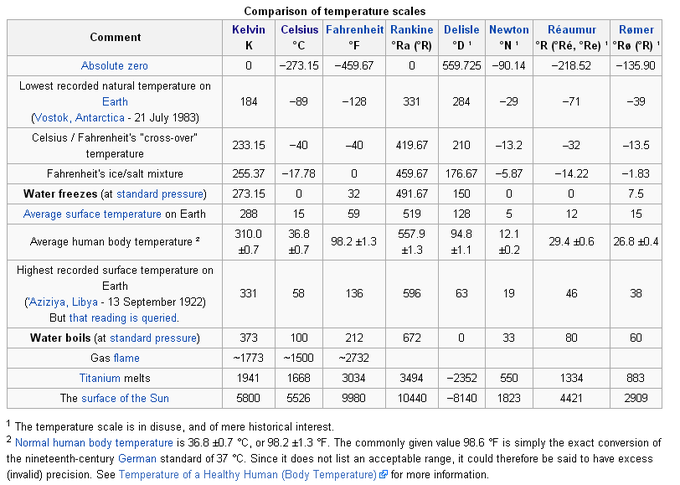 Comparison of temperature scales
Comment Kelvin K Celsius °C Fahrenheit °F Rankine °Ra (°R) Delisle °D ¹ Newton °N ¹ Réaumur °R (°Ré, °Re) ¹ Rømer °Rø (°R) ¹
Absolute zero 0 −273.15 −459.67 0 559.725 −90.14 −218.52 −135.90
Lowest recorded natural temperature on
Earth
(Vostok, Antarctica - 21 July 1983) 184 −89 −128 331 284 −29 −71 −39
Celsius / Fahrenheit's "cross-over"
temperature 233.15 −40 −40 419.67 210 −13.2 −32 −13.5
Fahrenheit's ice/salt mixture 255.37 −17.78 0 459.67 176.67 −5.87 −14.22 −1.83
Water freezes (at standard pressure) 273.15 0 32 491.67 150 0 0 7.5
Average surface temperature on Earth 288 15 59 519 128 5 12 15
Average human body temperature ² 310.0 ±0.7 36.8 ±0.7 98.2 ±1.3 557.9 ±1.3 94.8 ±1.1 12.1 ±0.2 29.4 ±0.6 26.8 ±0.4
Highest recorded surface temperature on
Earth
('Aziziya, Libya - 13 September 1922)
But that reading is queried. 331 58 136 596 63 19 46 38
Water boils (at standard pressure) 373 100 212 672 0 33 80 60
Gas flame ~1773 ~1500 ~2732
Titanium melts 1941 1668 3034 3494 −2352 550 1334 883
The surface of the Sun 5800 5526 9980 10440 −8140 1823 4421 2909
¹ The temperature scale is in disuse, and of mere historical interest.
² Normal human body temperature is 36.8 ±0.7 °C, or 98.2 ±1.3 °F. The commonly given value 98.6 °F is simply the exact conversion of
the nineteenth-century German standard of 37 °C. Since it does not list an acceptable range, it could therefore be said to have excess
(invalid) precision. See Temperature of a Healthy Human (Body Temperature) for more information.